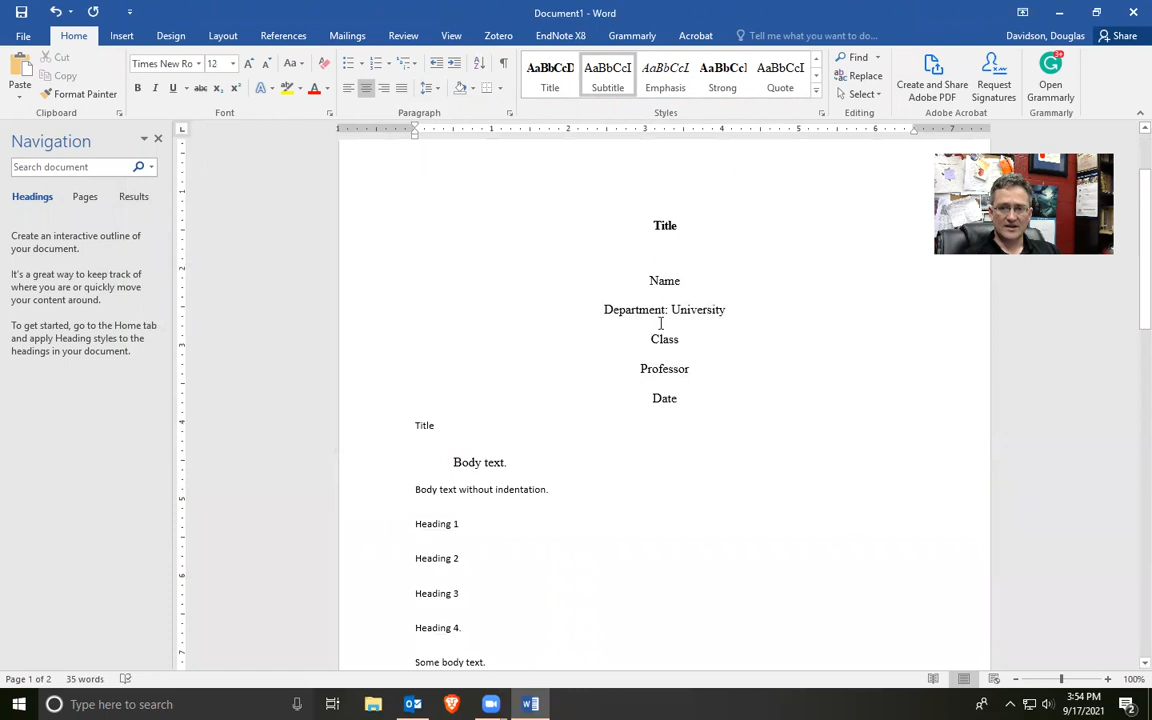 Document1 - Word
File Home Insert Design Layout References Mailings Review View Zotero EndNote X8 Grammarly Acrobat Tell me what you want to do... Davidson, Douglas Share
Paste
Cut
Copy
Format Painter
Clipboard
Times New Ro 12
Font
Paragraph
AaBbCcD AaBbCcI AaBbCcI AaBbCcI AaBbCcI
Title Subtitle Emphasis Strong Quote
Styles
Find
Replace
Select
Editing
Create and Share
Adobe PDF
Request
Signatures
Adobe Acrobat
Open
Grammarly
Grammarly
Navigation
Search document
Headings Pages Results
Create an interactive outline of
your document.
It's a great way to keep track of
where you are or quickly move
your content around.
To get started, go to the Home tab
and apply Heading styles to the
headings in your document.
Title
Name
Department: University
Class
Professor
Date
Title
Body text.
Body text without indentation.
Heading 1
Heading 2
Heading 3
Heading 4.
Some body text.
Page 1 of 2 35 words
100%
Type here to search
3:54 PM
9/17/2021
2